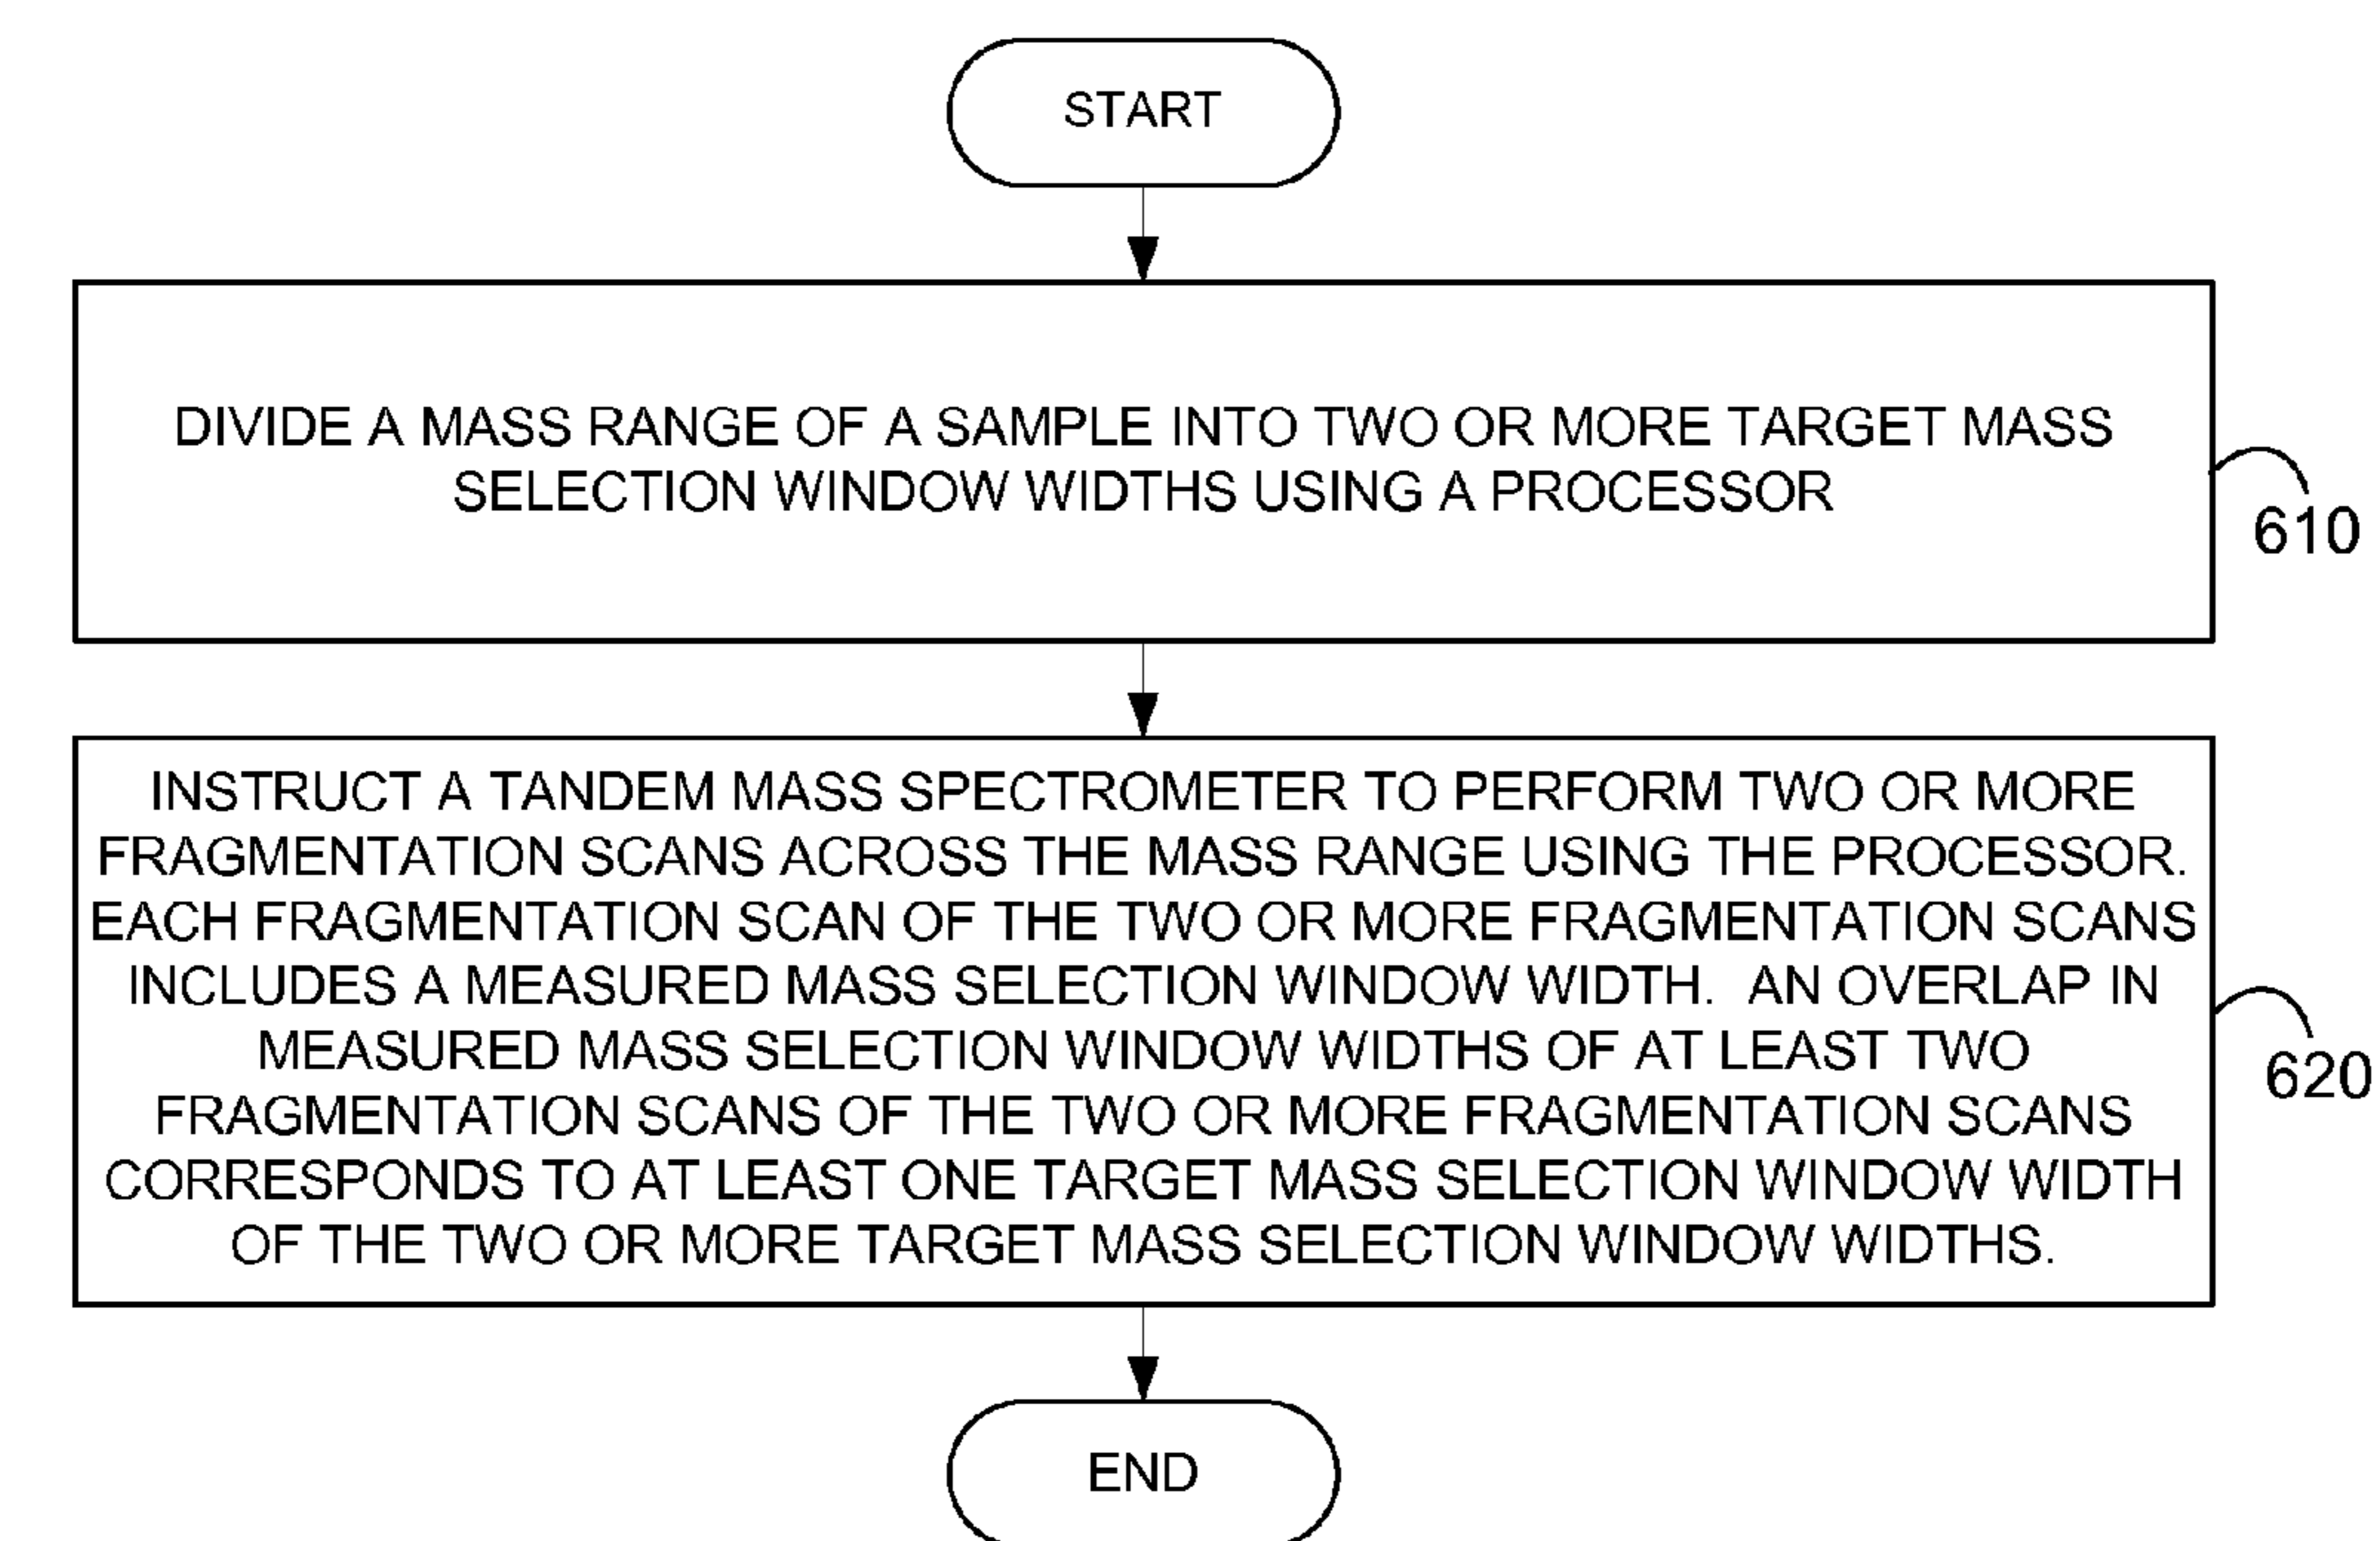 START
DIVIDE A MASS RANGE OF A SAMPLE INTO TWO OR MORE TARGET MASS
SELECTION WINDOW WIDTHS USING A PROCESSOR
610
INSTRUCT A TANDEM MASS SPECTROMETER TO PERFORM TWO OR MORE
FRAGMENTATION SCANS ACROSS THE MASS RANGE USING THE PROCESSOR.
EACH FRAGMENTATION SCAN OF THE TWO OR MORE FRAGMENTATION SCANS
INCLUDES A MEASURED MASS SELECTION WINDOW WIDTH. AN OVERLAP IN
MEASURED MASS SELECTION WINDOW WIDTHS OF AT LEAST TWO
FRAGMENTATION SCANS OF THE TWO OR MORE FRAGMENTATION SCANS
CORRESPONDS TO AT LEAST ONE TARGET MASS SELECTION WINDOW WIDTH
OF THE TWO OR MORE TARGET MASS SELECTION WINDOW WIDTHS.
620
END